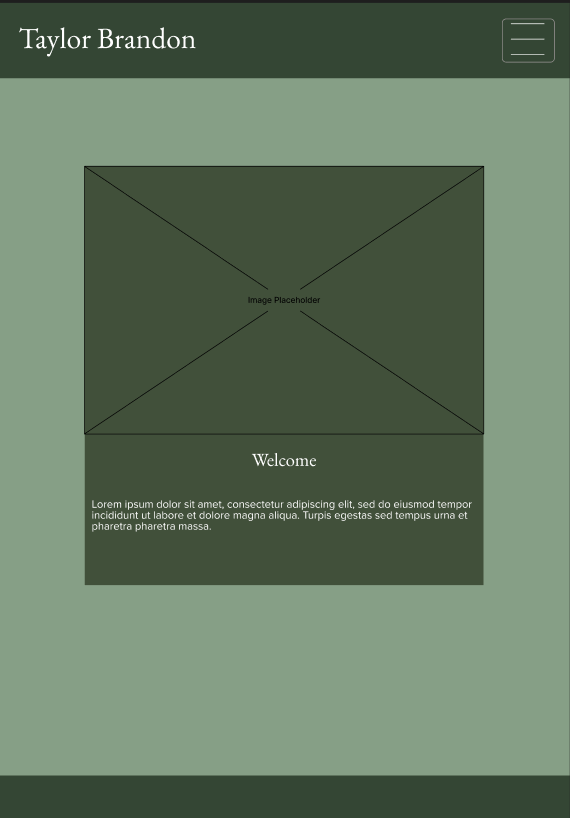 Taylor Brandon
Image Placeholder
Welcome
Lorem ipsum dolor sit amet, consectetur adipiscing elit, sed do eiusmod tempor
incididunt ut labore et dolore magna aliqua. Turpis egestas sed tempus urna et
pharetra pharetra massa.